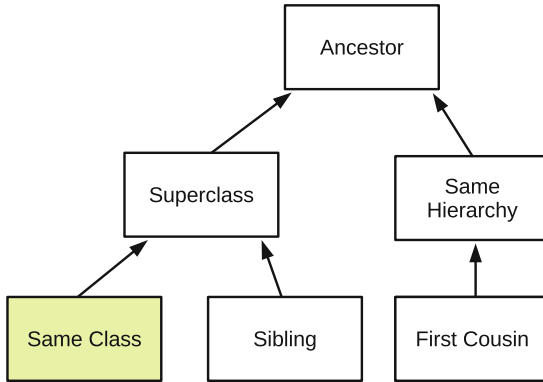 Ancestor
Superclass
Same
Hierarchy
Same Class
Sibling
First Cousin